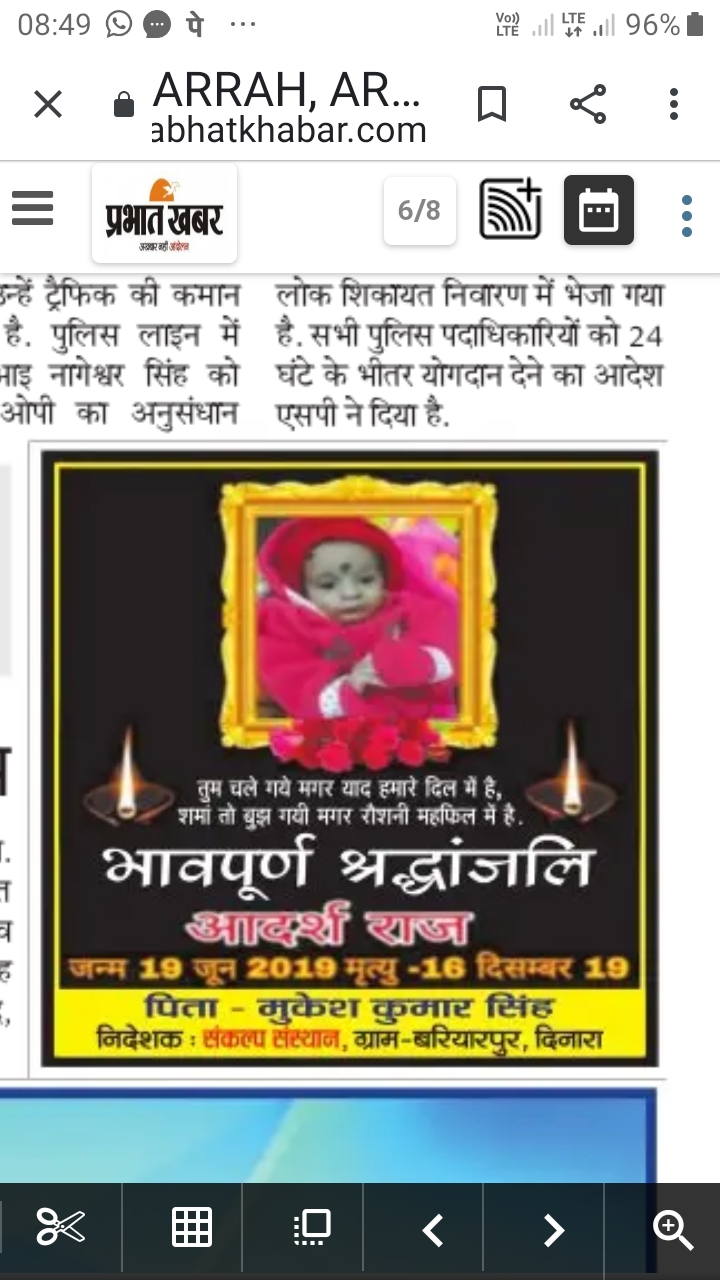 08:49 पे ... Vo)) LTE LTE 96%
ARRAH, AR...
abhatkhabar.com
प्रभात खबर
अखबार नहीं आंदोलन
6/8
उन्हें ट्रैफिक की कमान
है. पुलिस लाइन में
नागेश्वर सिंह को
ओपी का अनुसंधान
लोक शिकायत निवारण में भेजा गया
है. सभी पुलिस पदाधिकारियों को 24
घंटे के भीतर योगदान देने का आदेश
एसपी ने दिया है.
तुम चले गये मगर याद हमारे दिल में है,
शमां तो बुझ गयी मगर रौशनी महफिल में है.
भावपूर्ण श्रद्धांजलि
आदर्श राज
जन्म 19 जून 2019 मृत्यु -16 दिसम्बर 19
पिता - मुकेश कुमार सिंह
निदेशक : संकल्प संस्थान, ग्राम-बरियारपुर, दिनारा